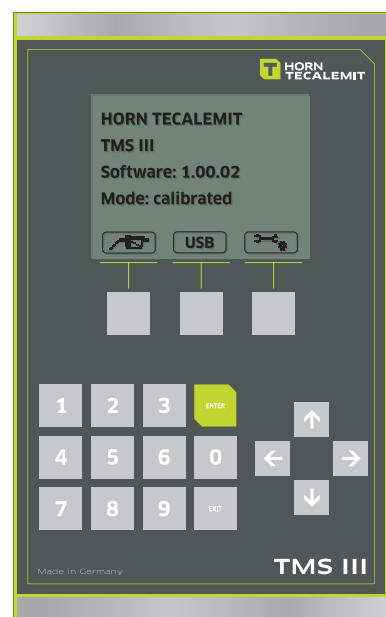 HORN
TECALEMIT
HORN TECALEMIT
TMS III
Software: 1.00.02
Mode: calibrated
USB
1 2 3 ENTER
4 5 6 0
7 8 9 EXIT
Made in Germany
TMS III